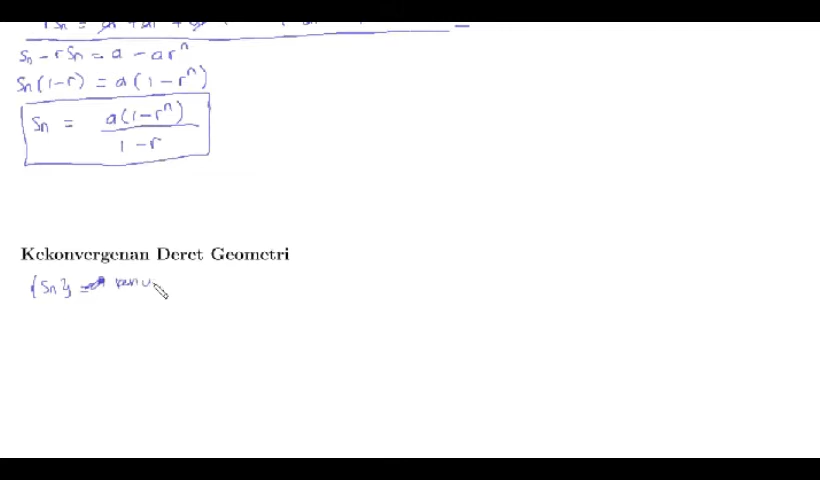 Sn − rSn = a − ar^n
Sn(1−r) = a(1−r^n)
Sn = a(1−r^n) / 1−r
Kekonvergenan Deret Geometri
{Sn}